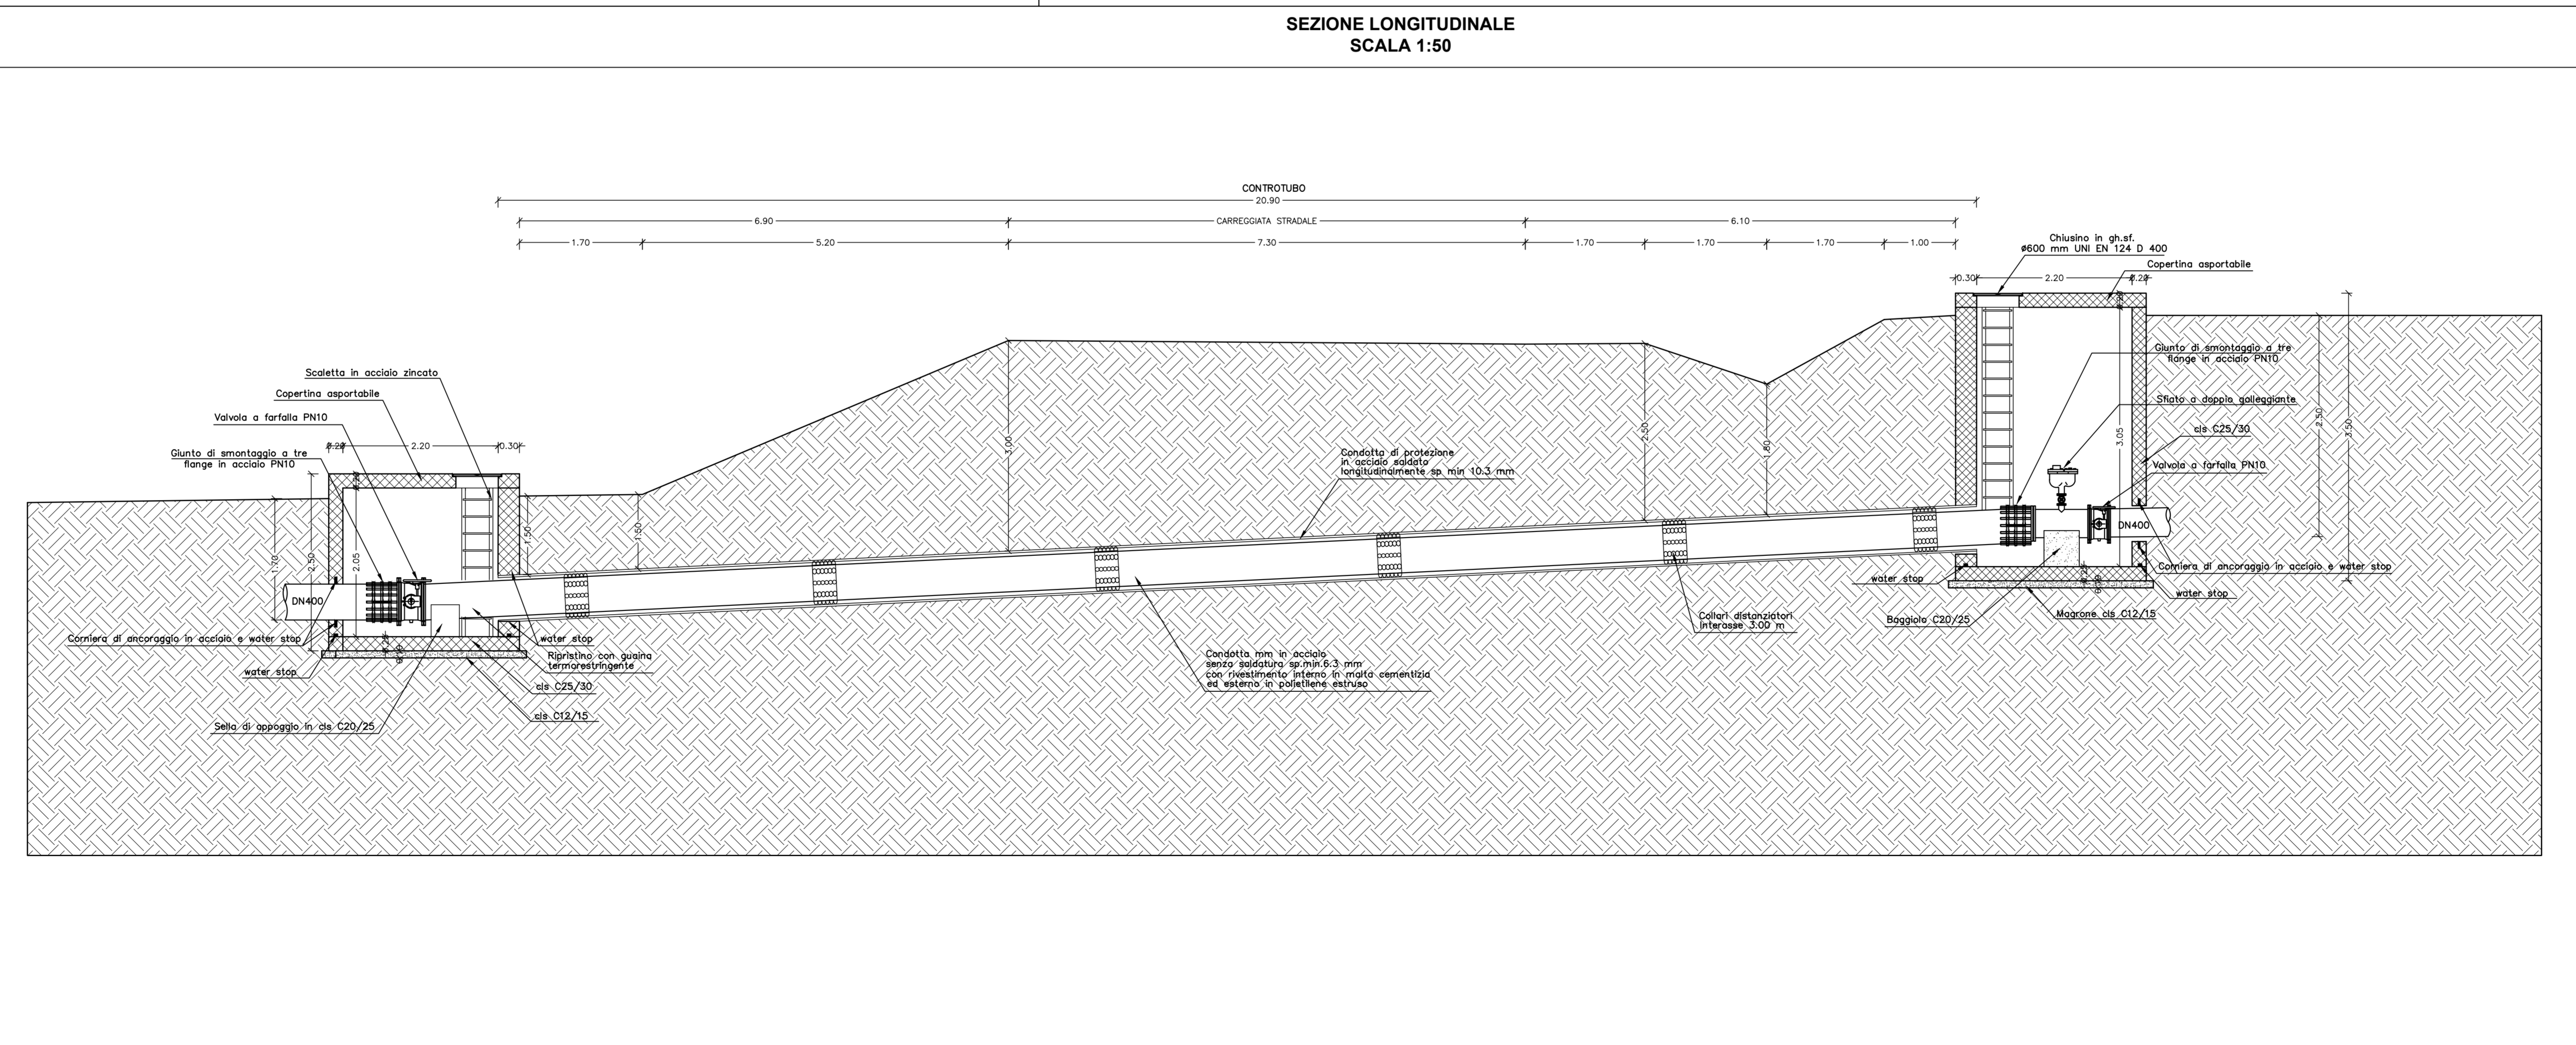 SEZIONE LONGITUDINALE
SCALA 1:50
CONTROTUBO
20.90
6.90
CARREGGIATA STRADALE
6.10
1.70
5.20
7.30
1.70
1.70
1.70
1.00
Chiusino in gh.sf.
ø600 mm UNI EN 124 D 400
Copertina asportabile
0.30
2.20
0.20
0.20
Giunto di smontaggio a tre
flange in acciaio PN10
Sfiato a doppio galleggiante
cls C25/30
Valvola a farfalla PN10
3.05
2.50
3.50
DN400
Corniera di ancoraggio in acciaio e water stop
water stop
water stop
Magrone cls C12/15
Baggiolo C20/25
Scaletta in acciaio zincato
Copertina asportabile
Valvola a farfalla PN10
Giunto di smontaggio a tre
flange in acciaio PN10
0.20
2.20
0.30
0.20
1.70
2.50
2.05
1.50
1.50
3.00
2.50
1.80
Condotta di protezione
in acciaio saldato
longitudinalmente sp min 10.3 mm
DN400
Corniera di ancoraggio in acciaio e water stop
water stop
water stop
Ripristino con guaina
termorestringente
cls C25/30
cls C12/15
Sella di appoggio in cls C20/25
Collari distanziatori
Interasse 3.00 m
Condotta mm in acciaio
senza saldatura sp.min.6.3 mm
con rivestimento interno in malta cementizia
ed esterno in polietilene estruso